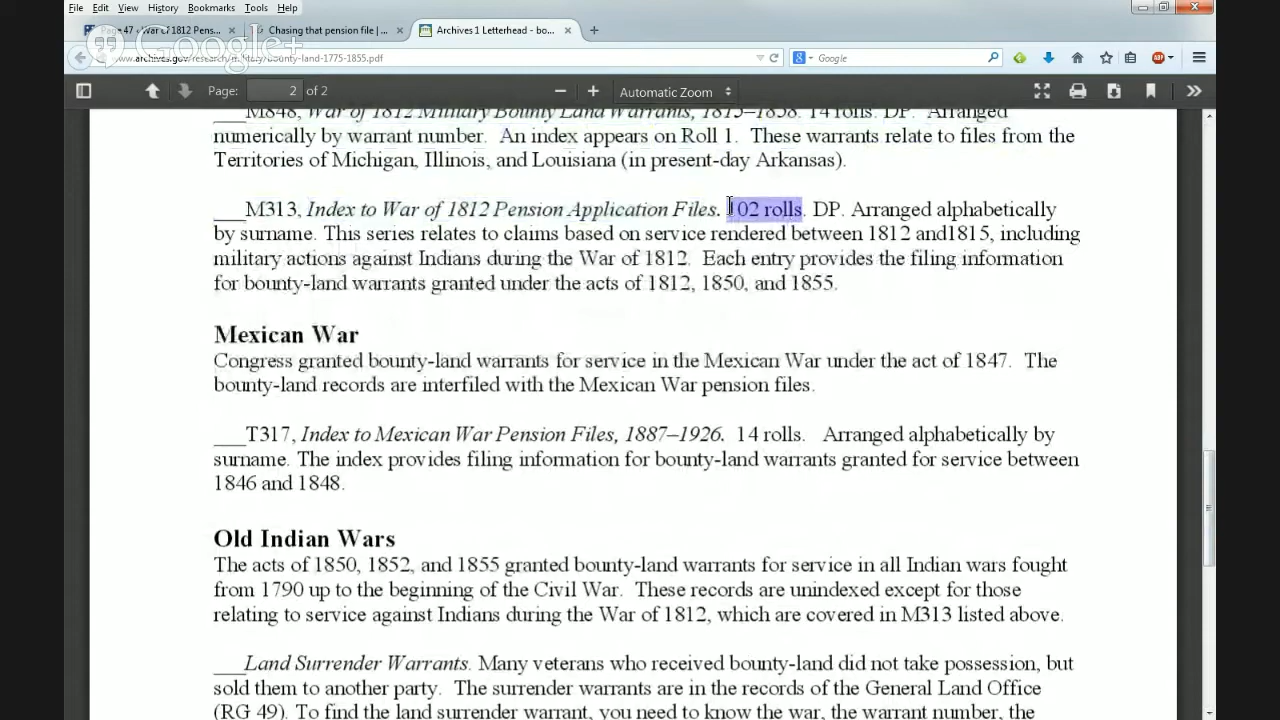 File Edit View History Bookmarks Tools Help
Page 47 - War of 1812 Pens... × Chasing that pension file | ... × Archives 1 Letterhead - bo... × +
Google+
www.archives.gov/research/military/bounty-land-1775-1855.pdf Google
Page: 2 of 2 − + Automatic Zoom
___M848, War of 1812 Military Bounty Land Warrants, 1815–1858. 14 rolls. DP. Arranged
numerically by warrant number. An index appears on Roll 1. These warrants relate to files from the
Territories of Michigan, Illinois, and Louisiana (in present-day Arkansas).
___M313, Index to War of 1812 Pension Application Files. 102 rolls. DP. Arranged alphabetically
by surname. This series relates to claims based on service rendered between 1812 and1815, including
military actions against Indians during the War of 1812. Each entry provides the filing information
for bounty-land warrants granted under the acts of 1812, 1850, and 1855.
Mexican War
Congress granted bounty-land warrants for service in the Mexican War under the act of 1847. The
bounty-land records are interfiled with the Mexican War pension files.
___T317, Index to Mexican War Pension Files, 1887–1926. 14 rolls. Arranged alphabetically by
surname. The index provides filing information for bounty-land warrants granted for service between
1846 and 1848.
Old Indian Wars
The acts of 1850, 1852, and 1855 granted bounty-land warrants for service in all Indian wars fought
from 1790 up to the beginning of the Civil War. These records are unindexed except for those
relating to service against Indians during the War of 1812, which are covered in M313 listed above.
___Land Surrender Warrants. Many veterans who received bounty-land did not take possession, but
sold them to another party. The surrender warrants are in the records of the General Land Office
(RG 49). To find the land surrender warrant, you need to know the war, the warrant number, the